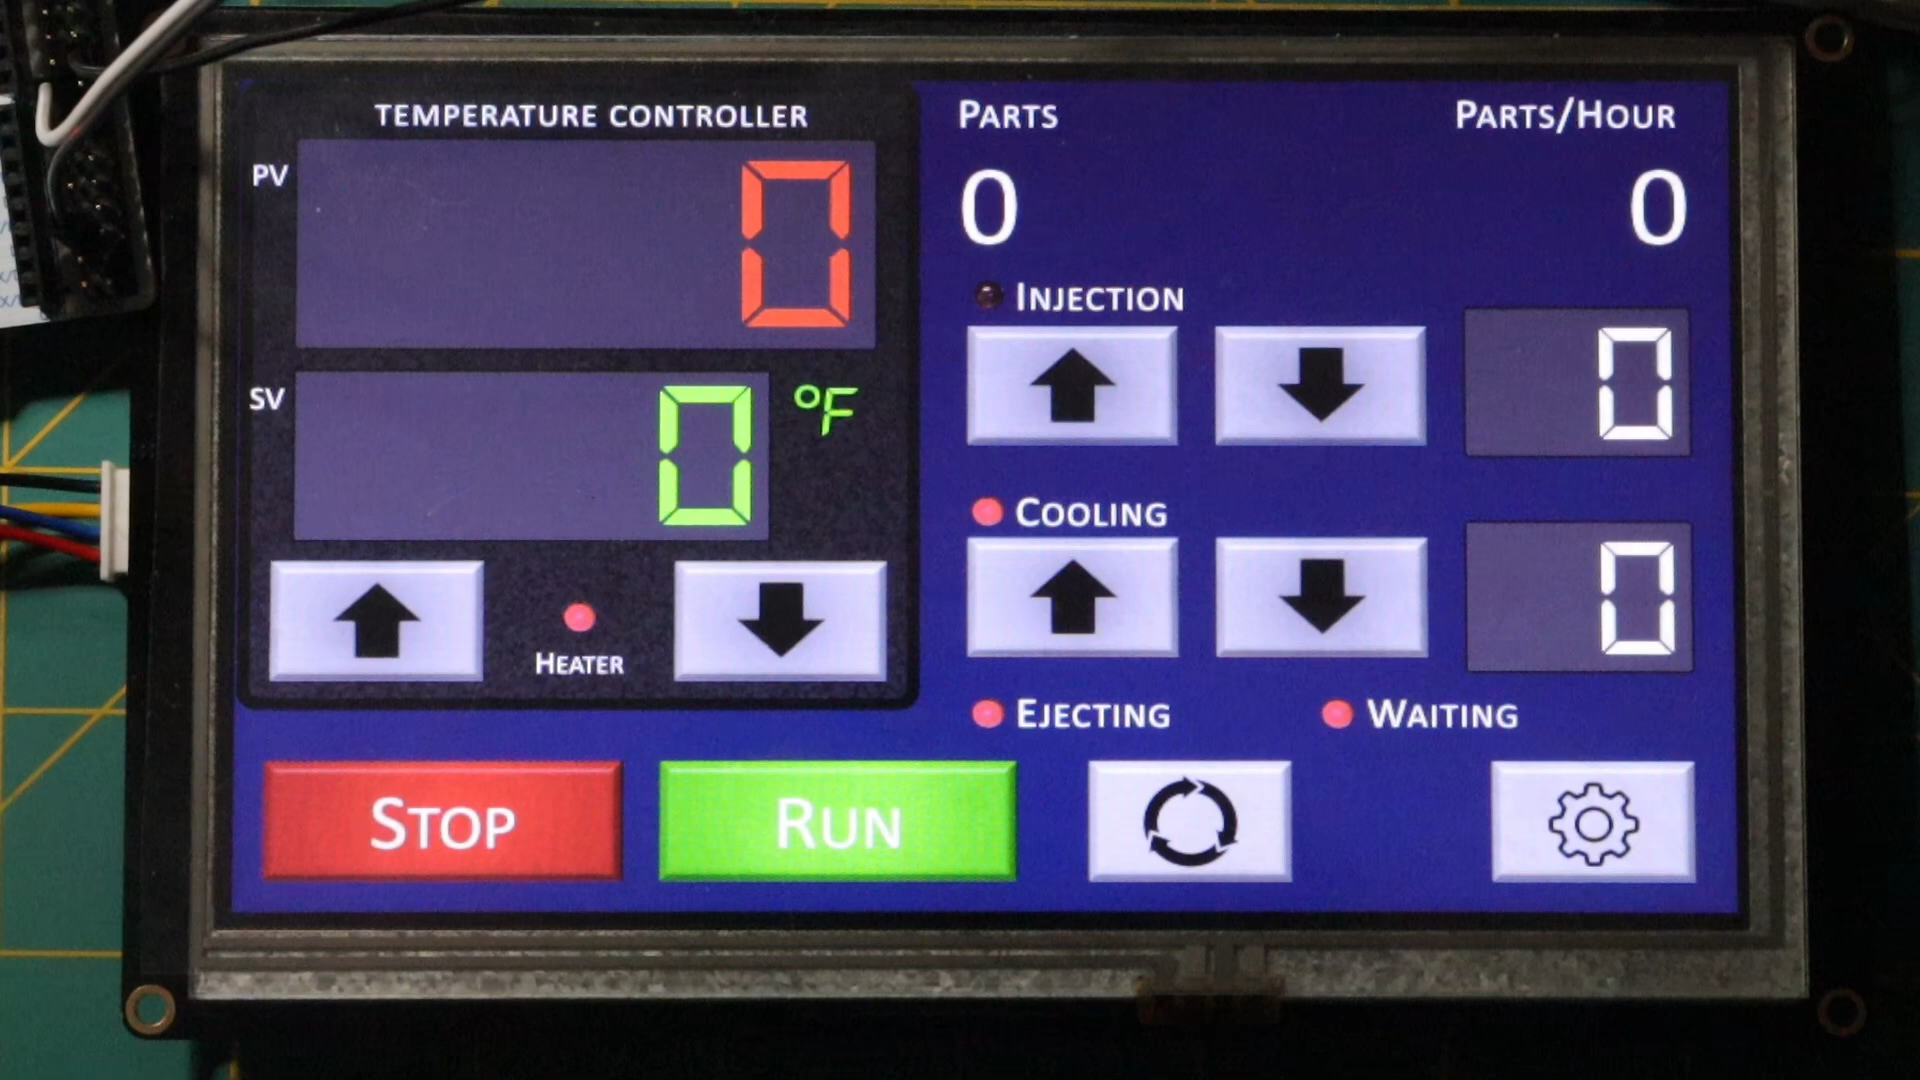 TEMPERATURE CONTROLLER
PV
0
SV
0 °F
HEATER
PARTS
PARTS/HOUR
0
0
INJECTION
0
COOLING
0
EJECTING
WAITING
STOP
RUN